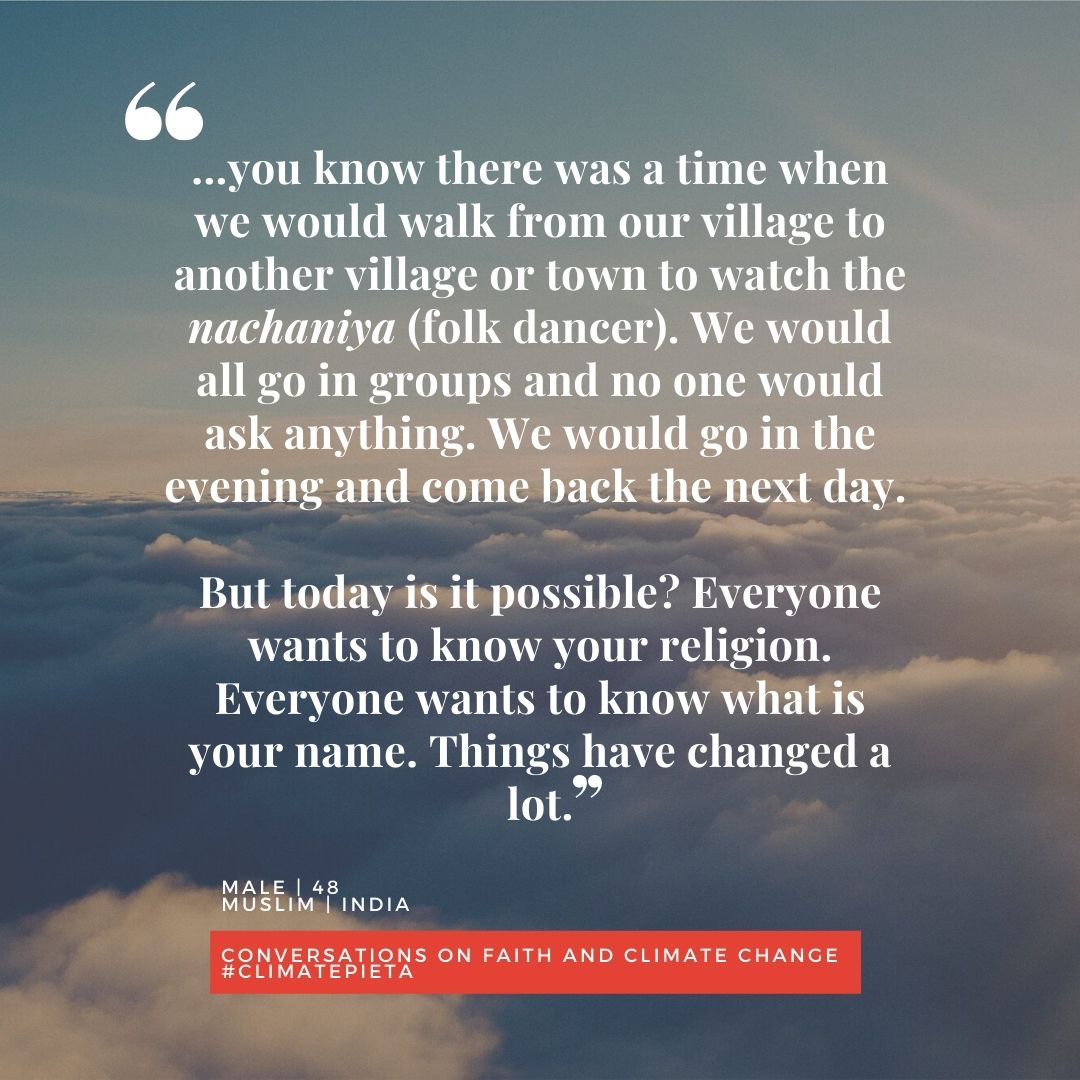 “
...you know there was a time when
we would walk from our village to
another village or town to watch the
nachaniya (folk dancer). We would
all go in groups and no one would
ask anything. We would go in the
evening and come back the next day.
But today is it possible? Everyone
wants to know your religion.
Everyone wants to know what is
your name. Things have changed a
lot.”
MALE | 48
MUSLIM | INDIA
CONVERSATIONS ON FAITH AND CLIMATE CHANGE
#CLIMATEPIETA